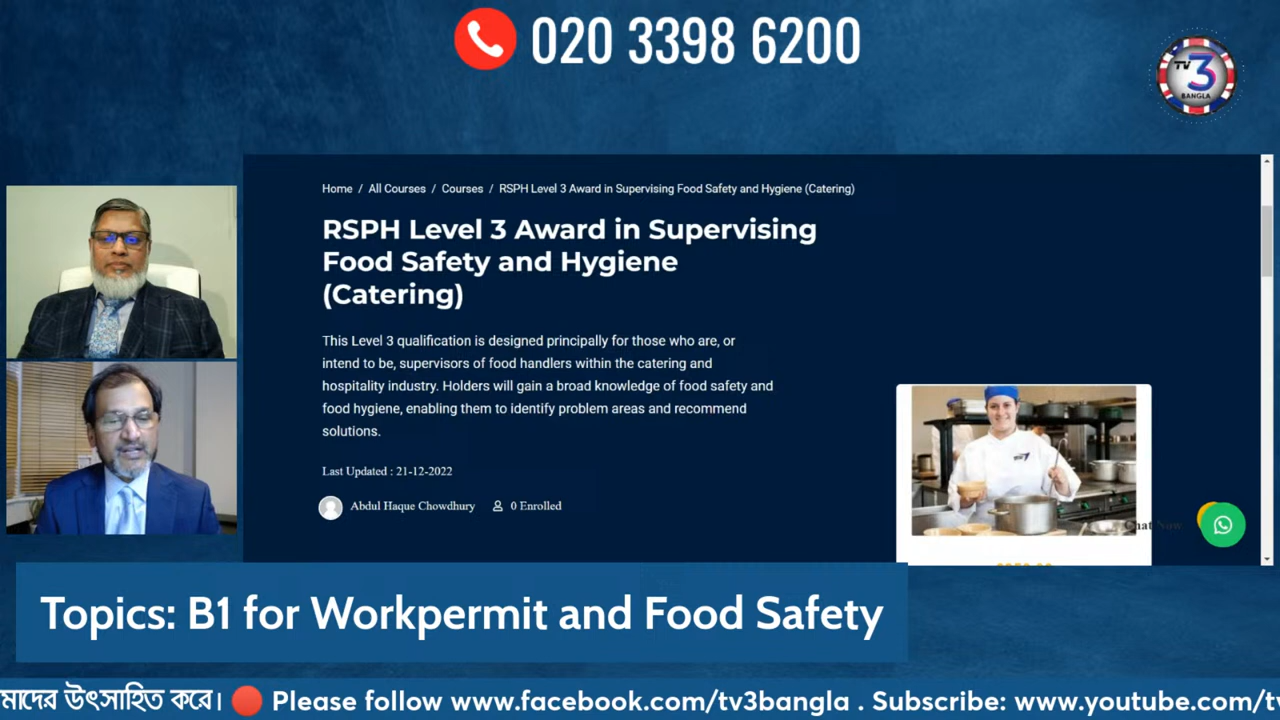 020 3398 6200
TV3
BANGLA
Home / All Courses / Courses / RSPH Level 3 Award in Supervising Food Safety and Hygiene (Catering)
RSPH Level 3 Award in Supervising
Food Safety and Hygiene
(Catering)
This Level 3 qualification is designed principally for those who are, or
intend to be, supervisors of food handlers within the catering and
hospitality industry. Holders will gain a broad knowledge of food safety and
food hygiene, enabling them to identify problem areas and recommend
solutions.
Last Updated : 21-12-2022
Abdul Haque Chowdhury 0 Enrolled
Chat Now
Topics: B1 for Workpermit and Food Safety
মাদের উৎসাহিত করে। Please follow www.facebook.com/tv3bangla . Subscribe: www.youtube.com/tv